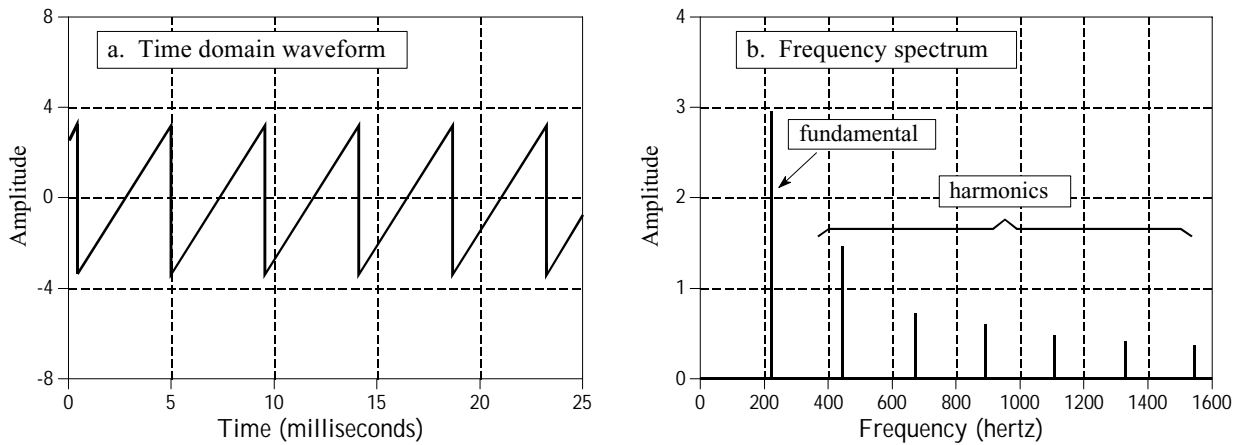 a. Time domain waveform
Amplitude
8
4
0
-4
-8
0 5 10 15 20 25
Time (milliseconds)
b. Frequency spectrum
Amplitude
4
3
2
1
0
fundamental
harmonics
0 200 400 600 800 1000 1200 1400 1600
Frequency (hertz)